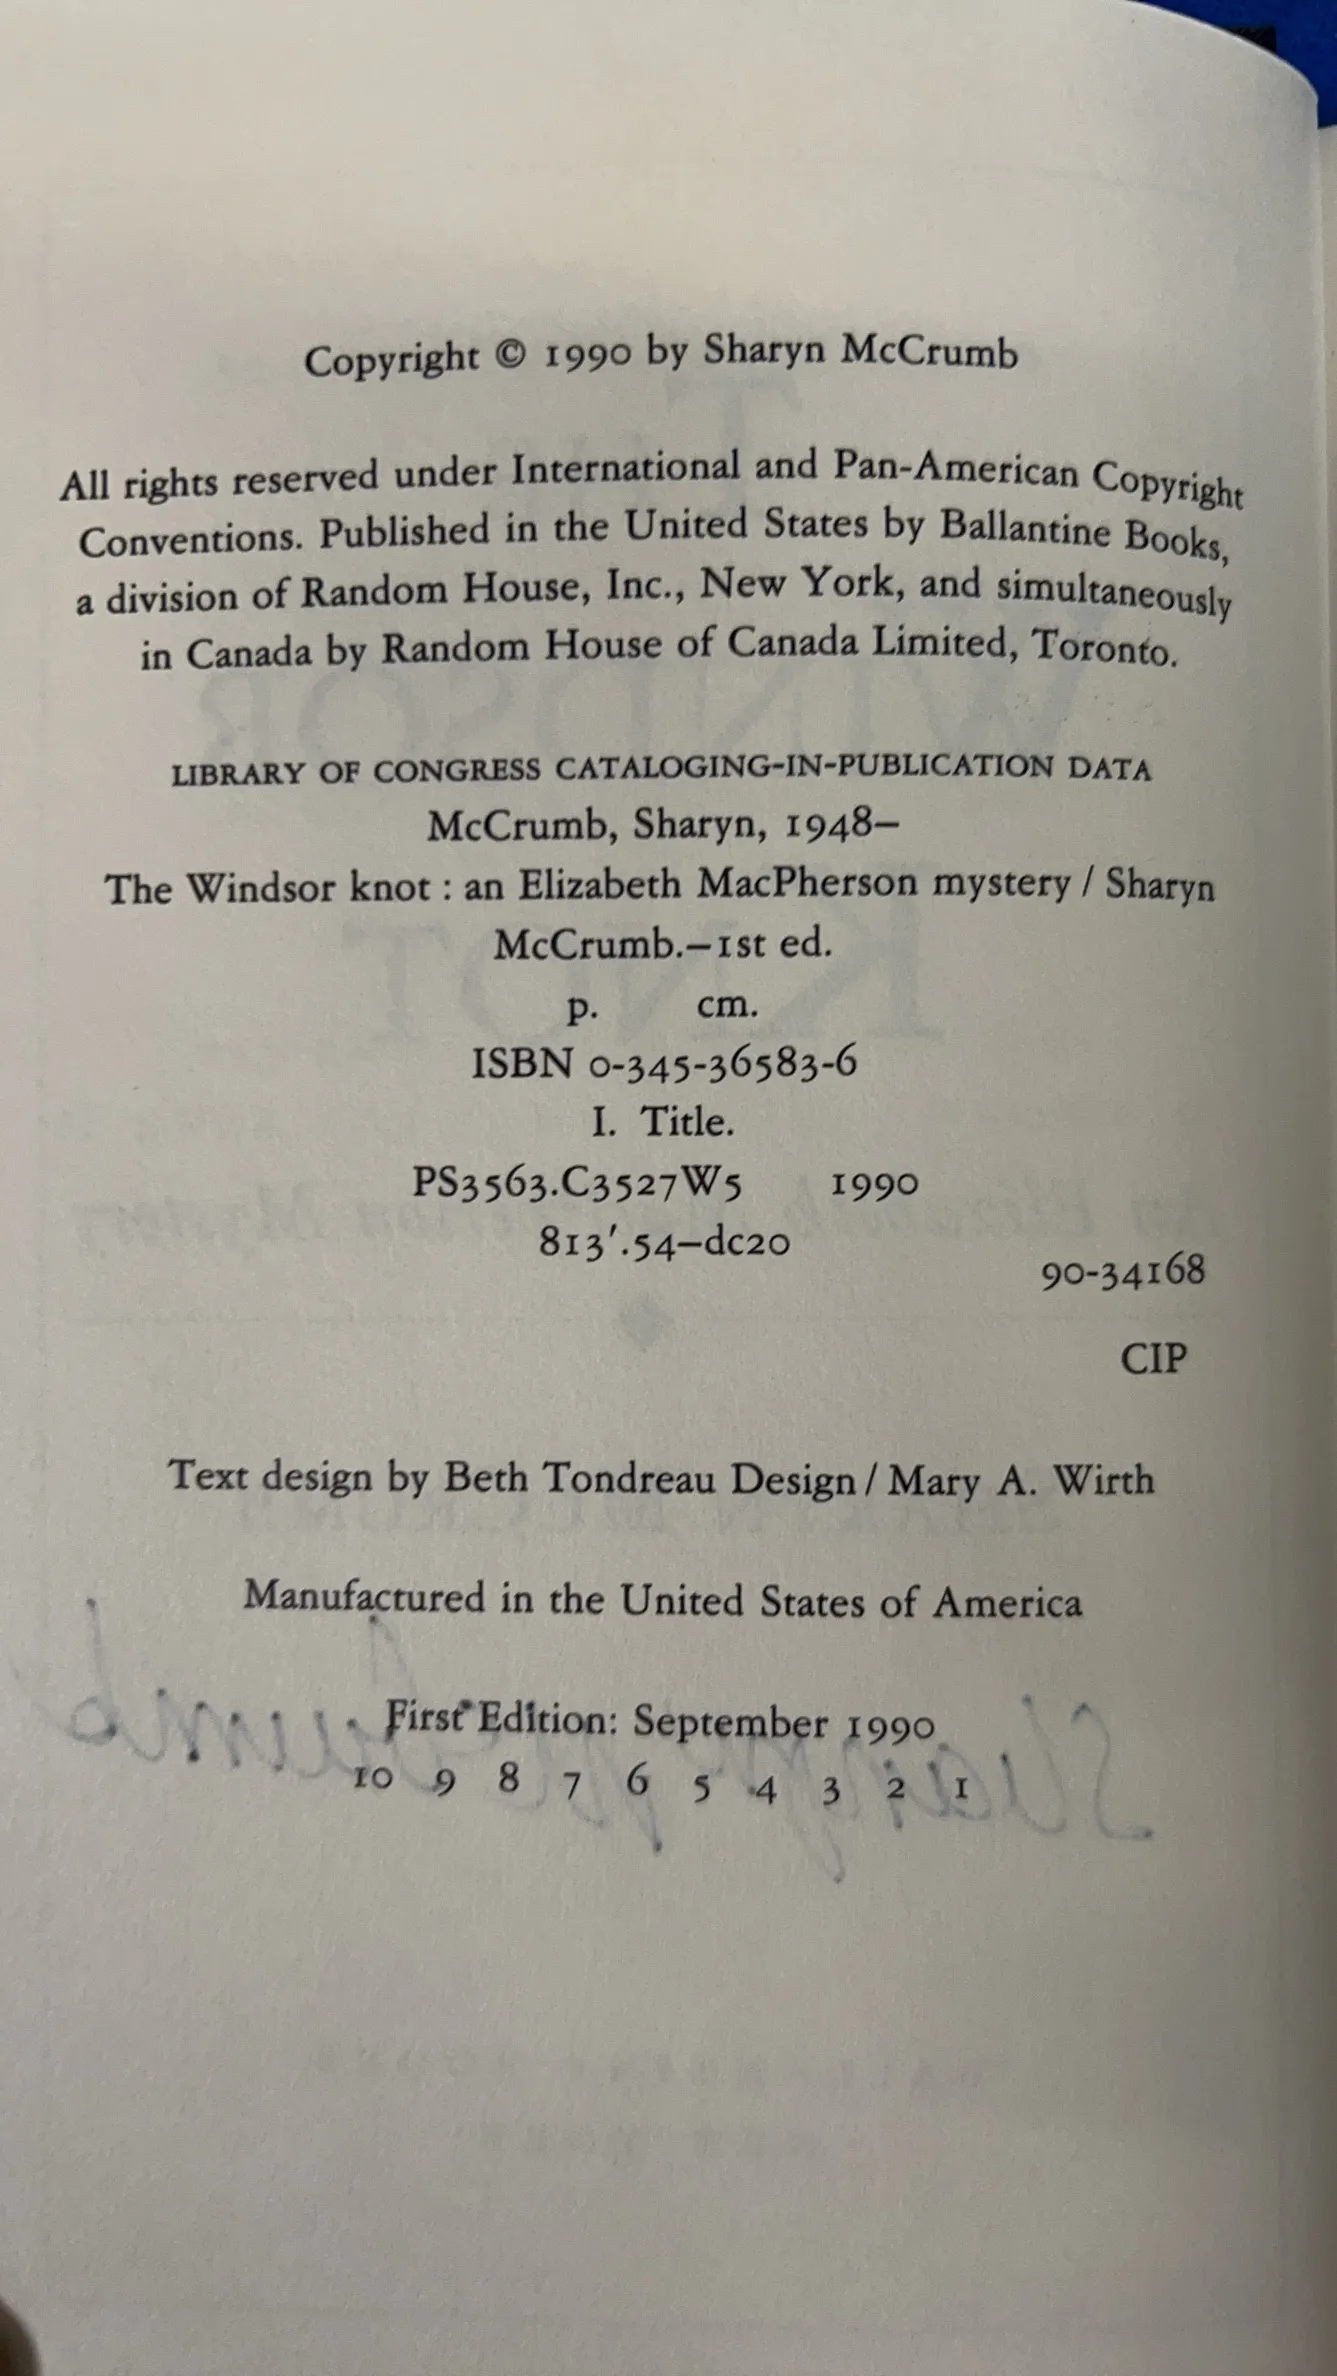 Copyright © 1990 by Sharyn McCrumb
All rights reserved under International and Pan-American Copyright
Conventions. Published in the United States by Ballantine Books,
a division of Random House, Inc., New York, and simultaneously
in Canada by Random House of Canada Limited, Toronto.
LIBRARY OF CONGRESS CATALOGING-IN-PUBLICATION DATA
McCrumb, Sharyn, 1948–
The Windsor knot : an Elizabeth MacPherson mystery / Sharyn
McCrumb.—1st ed.
p. cm.
ISBN 0-345-36583-6
I. Title.
PS3563.C3527W5 1990
813'.54—dc20
90-34168
CIP
Text design by Beth Tondreau Design / Mary A. Wirth
Manufactured in the United States of America
First Edition: September 1990
10 9 8 7 6 5 4 3 2 1